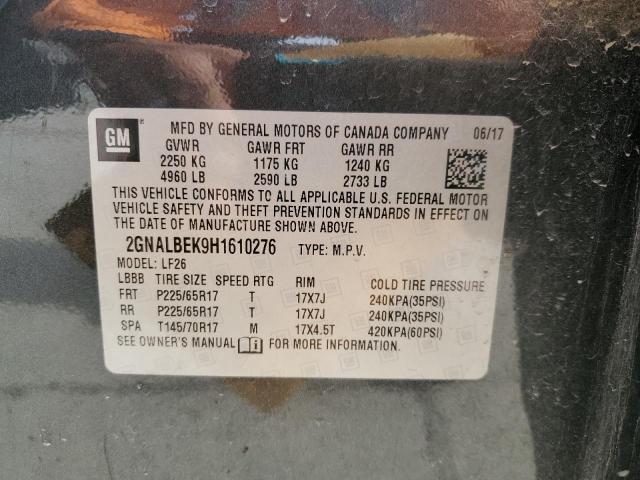 GM ® MFD BY GENERAL MOTORS OF CANADA COMPANY 06/17
GVWR GAWR FRT GAWR RR
2250 KG 1175 KG 1240 KG
4960 LB 2590 LB 2733 LB
THIS VEHICLE CONFORMS TO ALL APPLICABLE U.S. FEDERAL MOTOR
VEHICLE SAFETY AND THEFT PREVENTION STANDARDS IN EFFECT ON
THE DATE OF MANUFACTURE SHOWN ABOVE.
2GNALBEK9H1610276 TYPE: M.P.V.
MODEL: LF26
LBBB TIRE SIZE SPEED RTG RIM COLD TIRE PRESSURE
FRT P225/65R17 T 17X7J 240KPA(35PSI)
RR P225/65R17 T 17X7J 240KPA(35PSI)
SPA T145/70R17 M 17X4.5T 420KPA(60PSI)
SEE OWNER'S MANUAL FOR MORE INFORMATION.